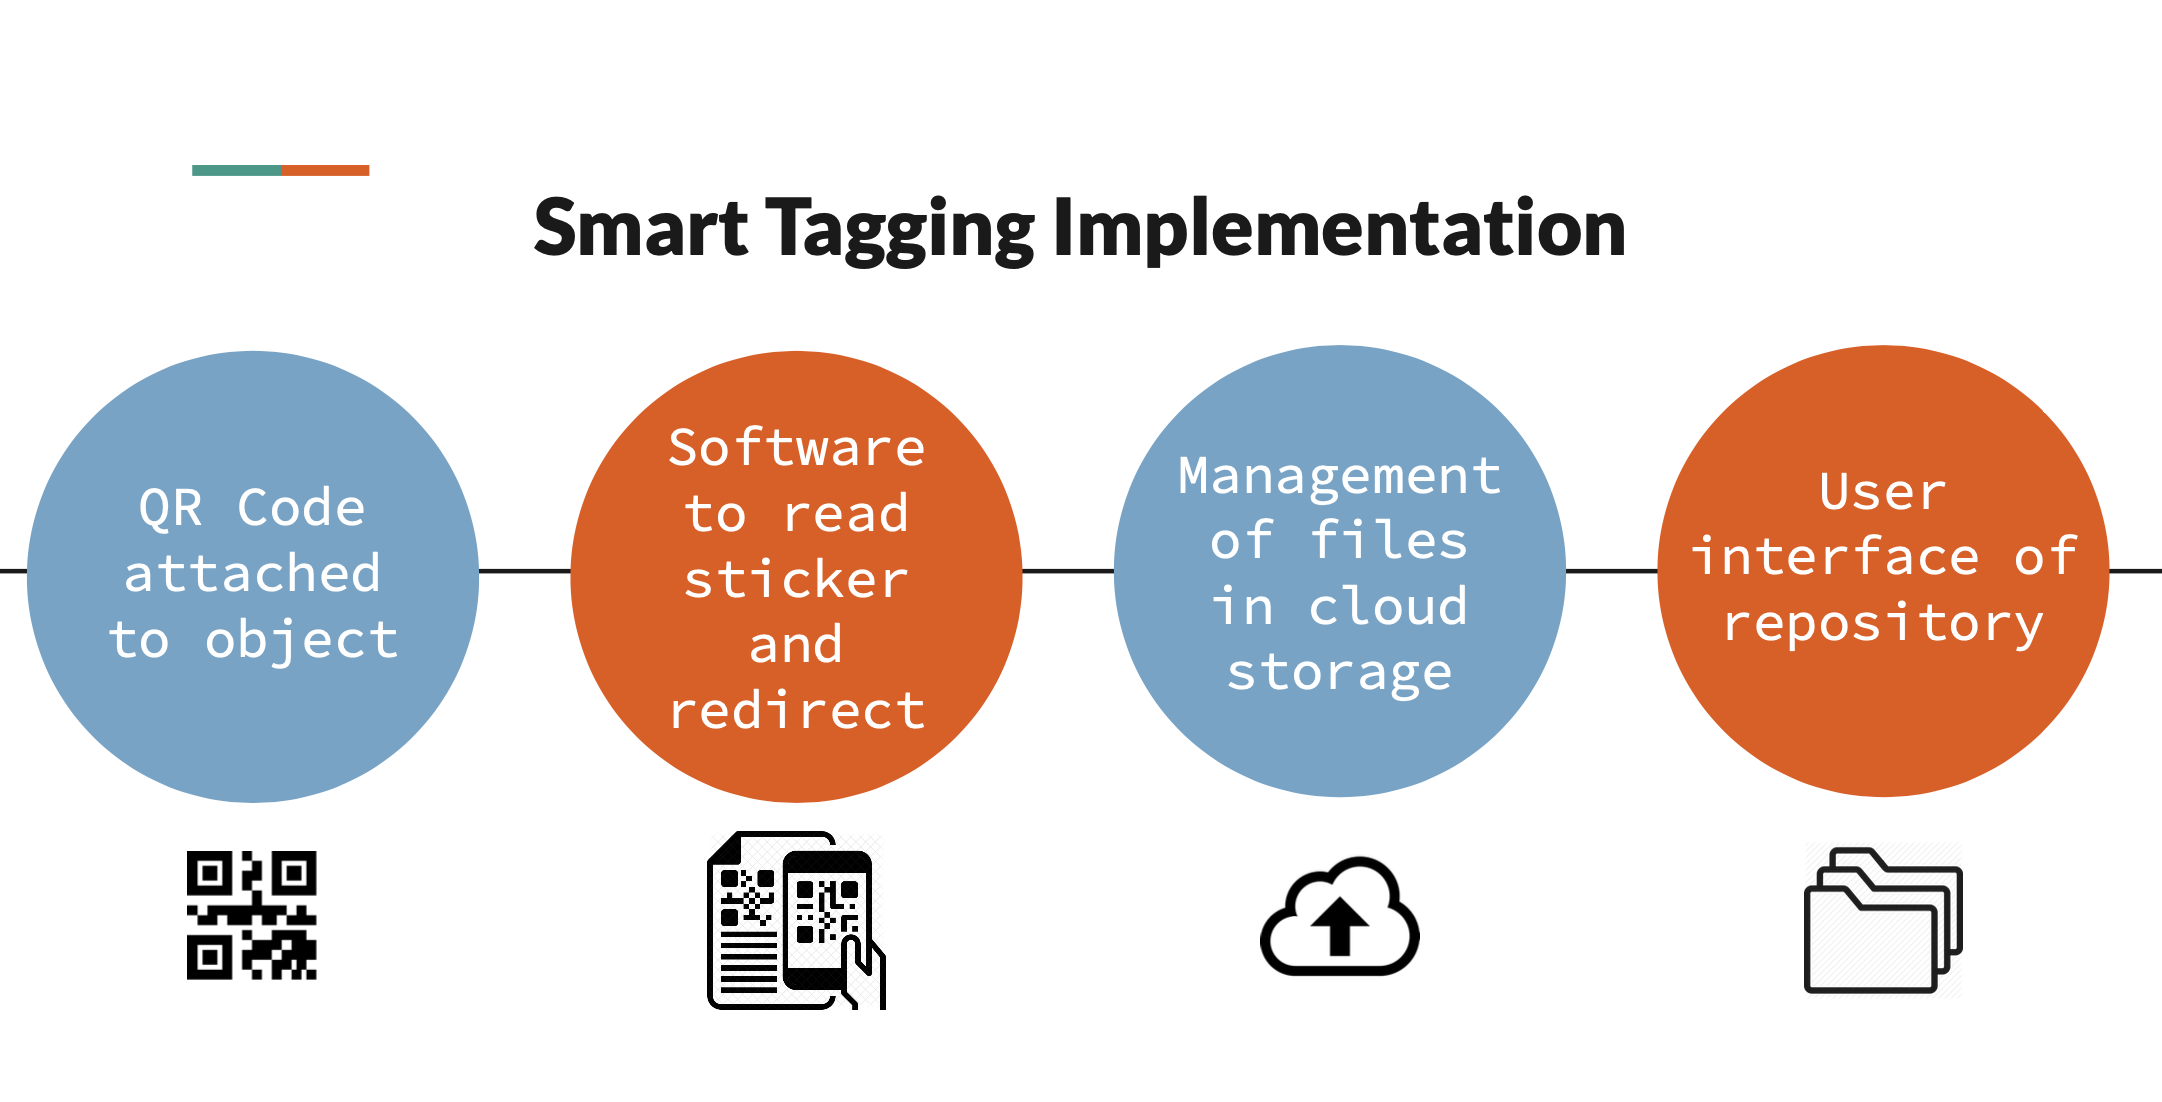 Smart Tagging Implementation
QR Code
attached
to object
Software
to read
sticker
and
redirect
Management
of files
in cloud
storage
User
interface of
repository